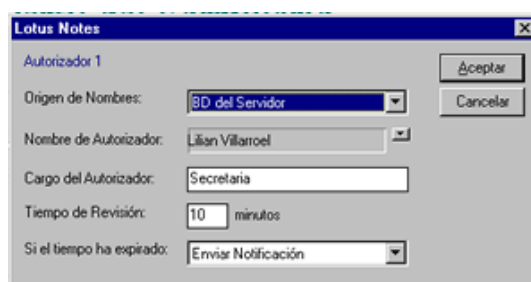 Lotus Notes
Autorizador 1
Aceptar
Origen de Nombres: BD del Servidor
Cancelar
Nombre de Autorizador: Lilian Villarroel
Cargo del Autorizador: Secretaria
Tiempo de Revisión: 10 minutos
Si el tiempo ha expirado: Enviar Notificación